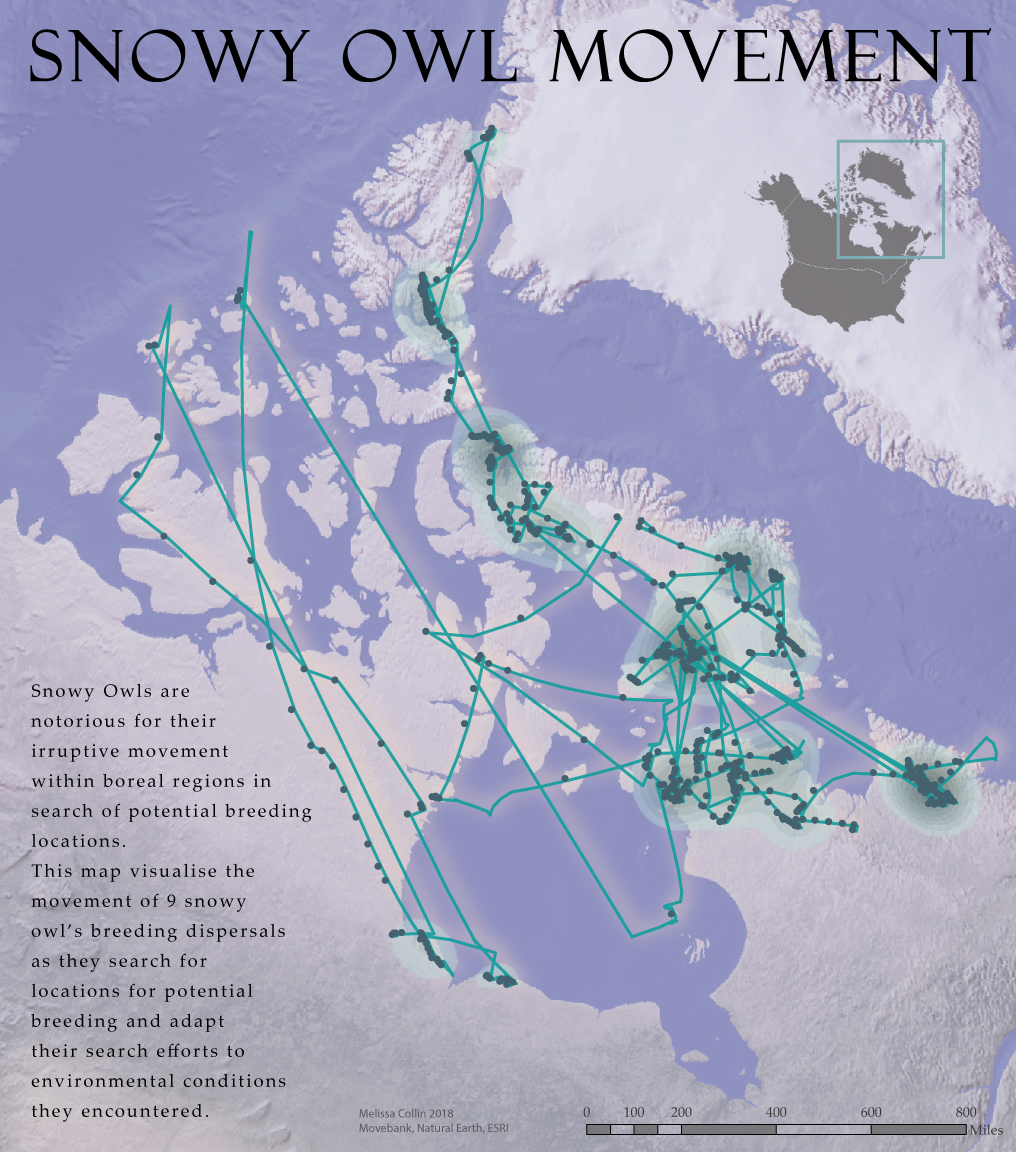 SNOWY OWL MOVEMENT
Snowy Owls are
notorious for their
irruptive movement
within boreal regions in
search of potential breeding
locations.
This map visualise the
movement of 9 snowy
owl's breeding dispersals
as they search for
locations for potential
breeding and adapt
their search efforts to
environmental conditions
they encountered.
Melissa Collin 2018
Movebank, Natural Earth, ESRI
0 100 200 400 600 800
Miles